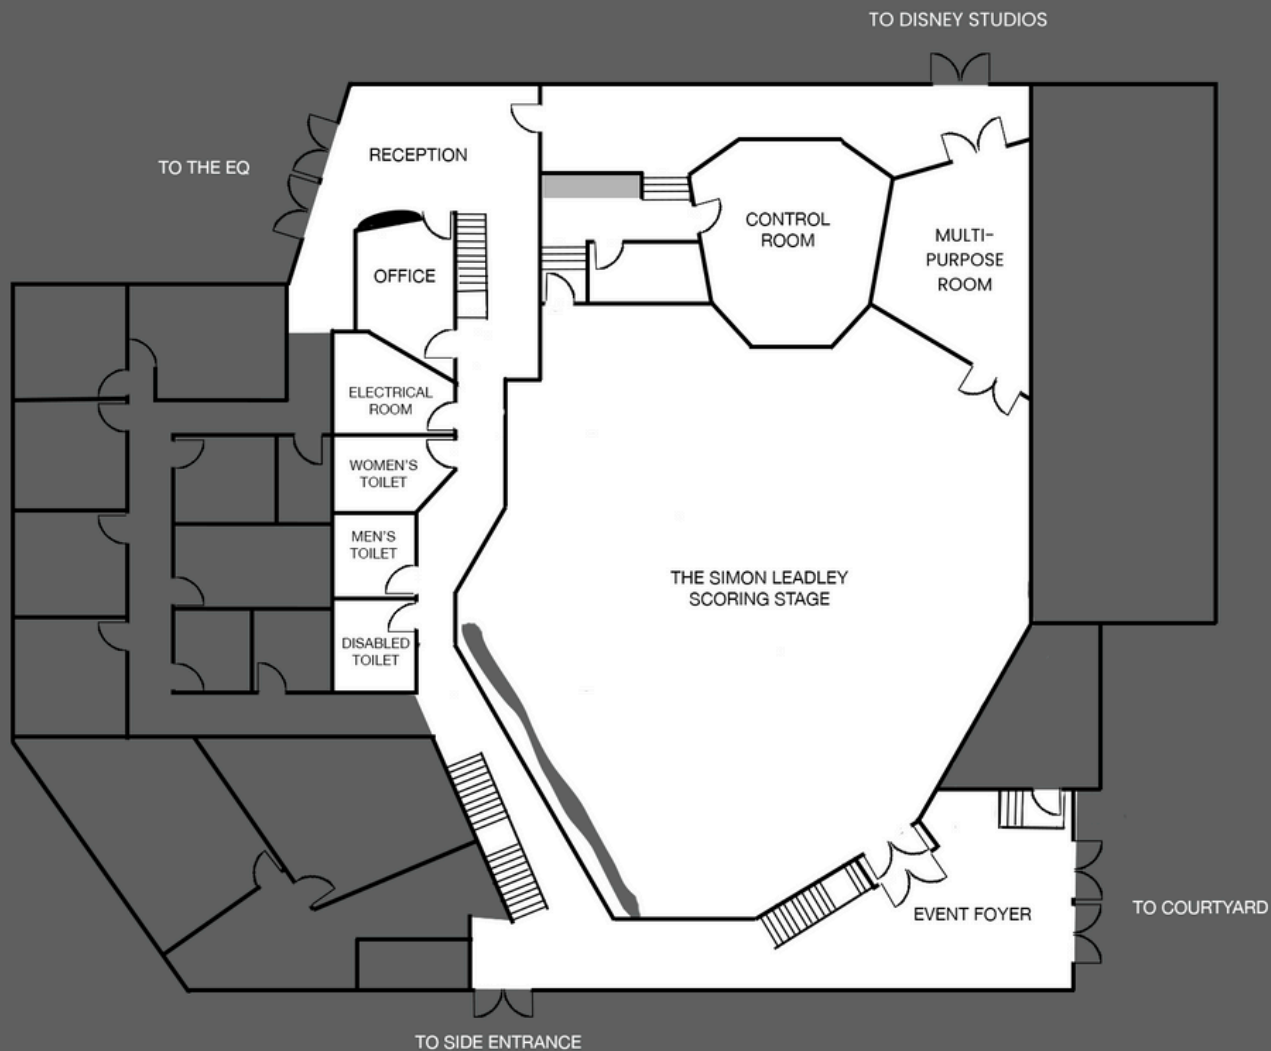 TO DISNEY STUDIOS
TO THE EQ
RECEPTION
CONTROL
ROOM
MULTI-
PURPOSE
ROOM
OFFICE
ELECTRICAL
ROOM
WOMEN'S
TOILET
MEN'S
TOILET
THE SIMON LEADLEY
SCORING STAGE
DISABLED
TOILET
EVENT FOYER
TO COURTYARD
TO SIDE ENTRANCE